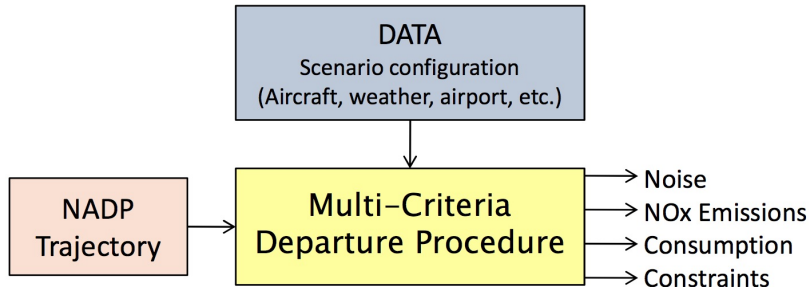 DATA
Scenario configuration
(Aircraft, weather, airport, etc.)
NADP
Trajectory
Multi-Criteria
Departure Procedure
Noise
NOx Emissions
Consumption
Constraints